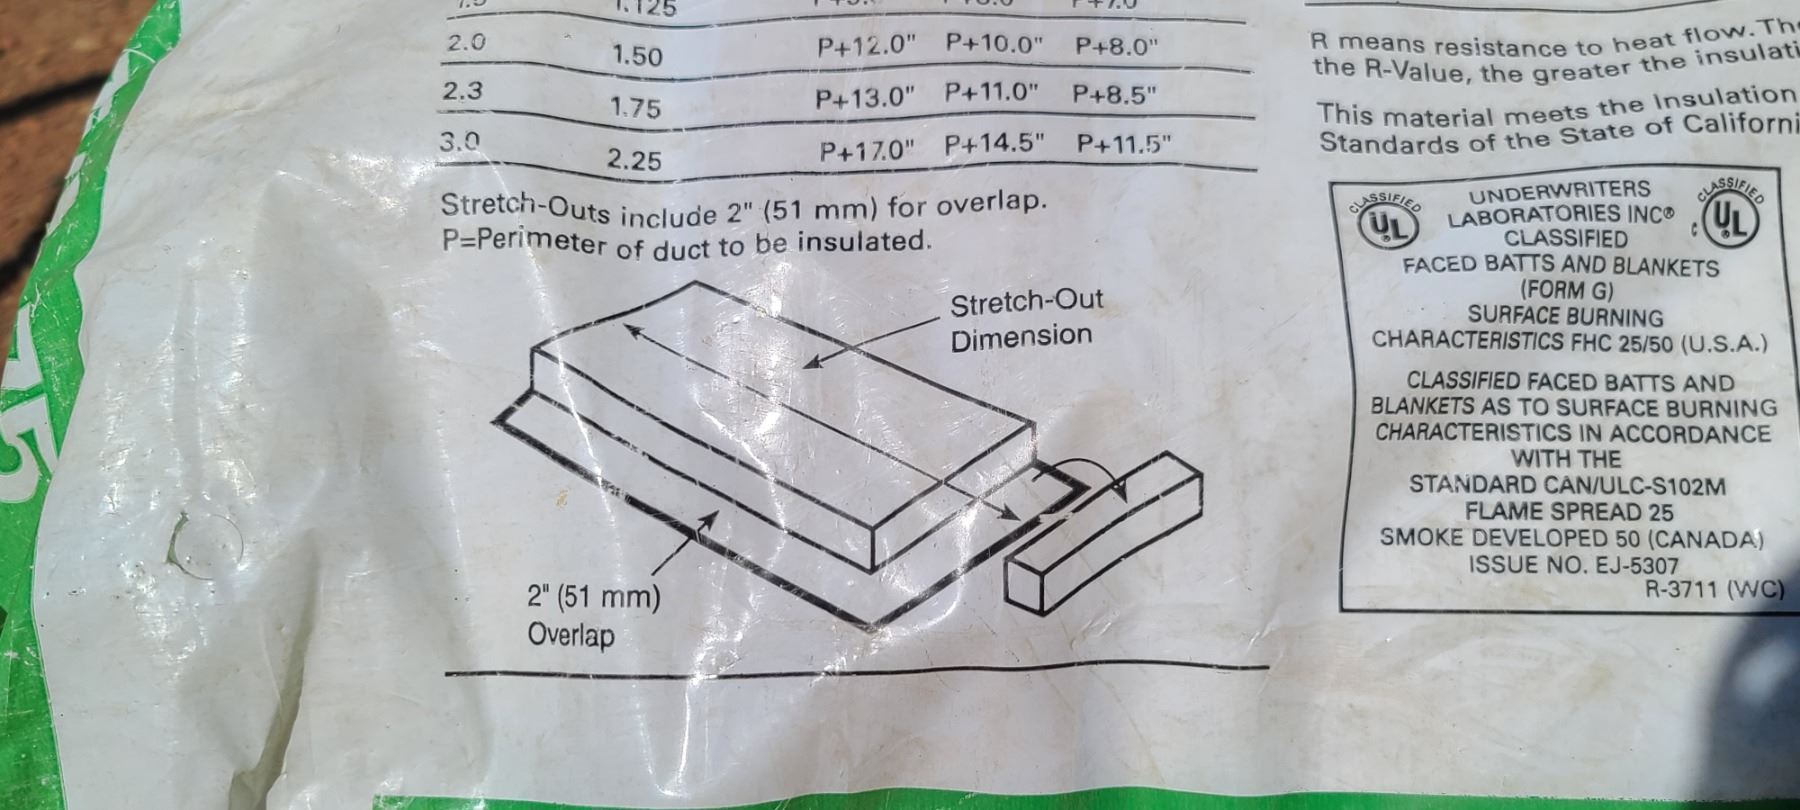 1.125
2.0 1.50 P+12.0" P+10.0" P+8.0"
2.3 1.75 P+13.0" P+11.0" P+8.5"
3.0 2.25 P+17.0" P+14.5" P+11.5"
Stretch-Outs include 2" (51 mm) for overlap.
P=Perimeter of duct to be insulated.
Stretch-Out
Dimension
2" (51 mm)
Overlap
R means resistance to heat flow. The
the R-Value, the greater the
This material meets the Insulation
Standards of the State of
CLASSIFIED
UL
®
UNDERWRITERS
LABORATORIES INC®
CLASSIFIED
C UL
®
CLASSIFIED
FACED BATTS AND BLANKETS
(FORM G)
SURFACE BURNING
CHARACTERISTICS FHC 25/50 (U.S.A.)
CLASSIFIED FACED BATTS AND
BLANKETS AS TO SURFACE BURNING
CHARACTERISTICS IN ACCORDANCE
WITH THE
STANDARD CAN/ULC-S102M
FLAME SPREAD 25
SMOKE DEVELOPED 50 (CANADA)
ISSUE NO. EJ-5307
R-3711 (WC)